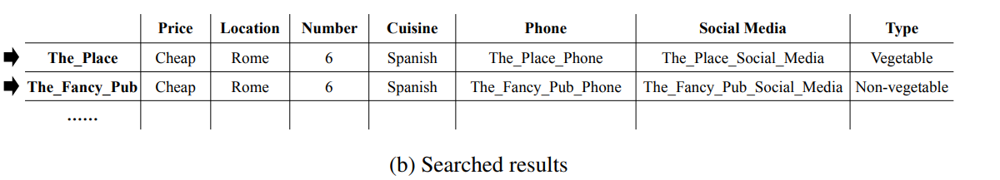 Price Location Number Cuisine Phone Social Media Type
The_Place Cheap Rome 6 Spanish The_Place_Phone The_Place_Social_Media Vegetable
The_Fancy_Pub Cheap Rome 6 Spanish The_Fancy_Pub_Phone The_Fancy_Pub_Social_Media Non-vegetable
......
(b) Searched results